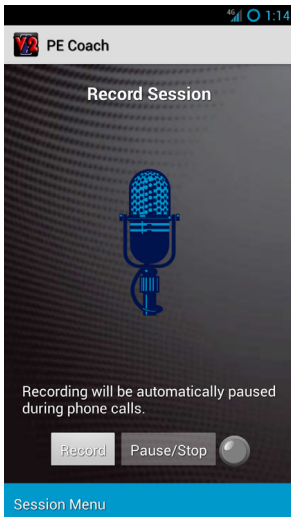 4G 1:14
V2 PE Coach
Record Session
Recording will be automatically paused
during phone calls.
Record Pause/Stop
Session Menu